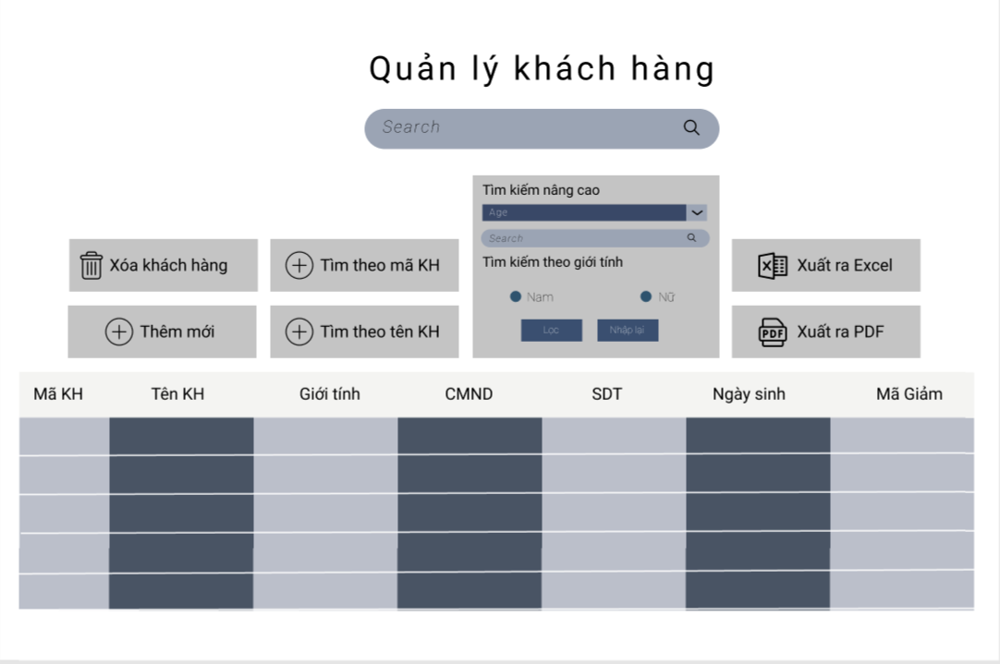 Quản lý khách hàng
Search
Tìm kiếm nâng cao
Age
Search
Tìm kiếm theo giới tính
Nam
Nữ
Lọc
Nhập lại
Xóa khách hàng
Tìm theo mã KH
Xuất ra Excel
Thêm mới
Tìm theo tên KH
PDF
Xuất ra PDF
Mã KH
Tên KH
Giới tính
CMND
SDT
Ngày sinh
Mã Giảm